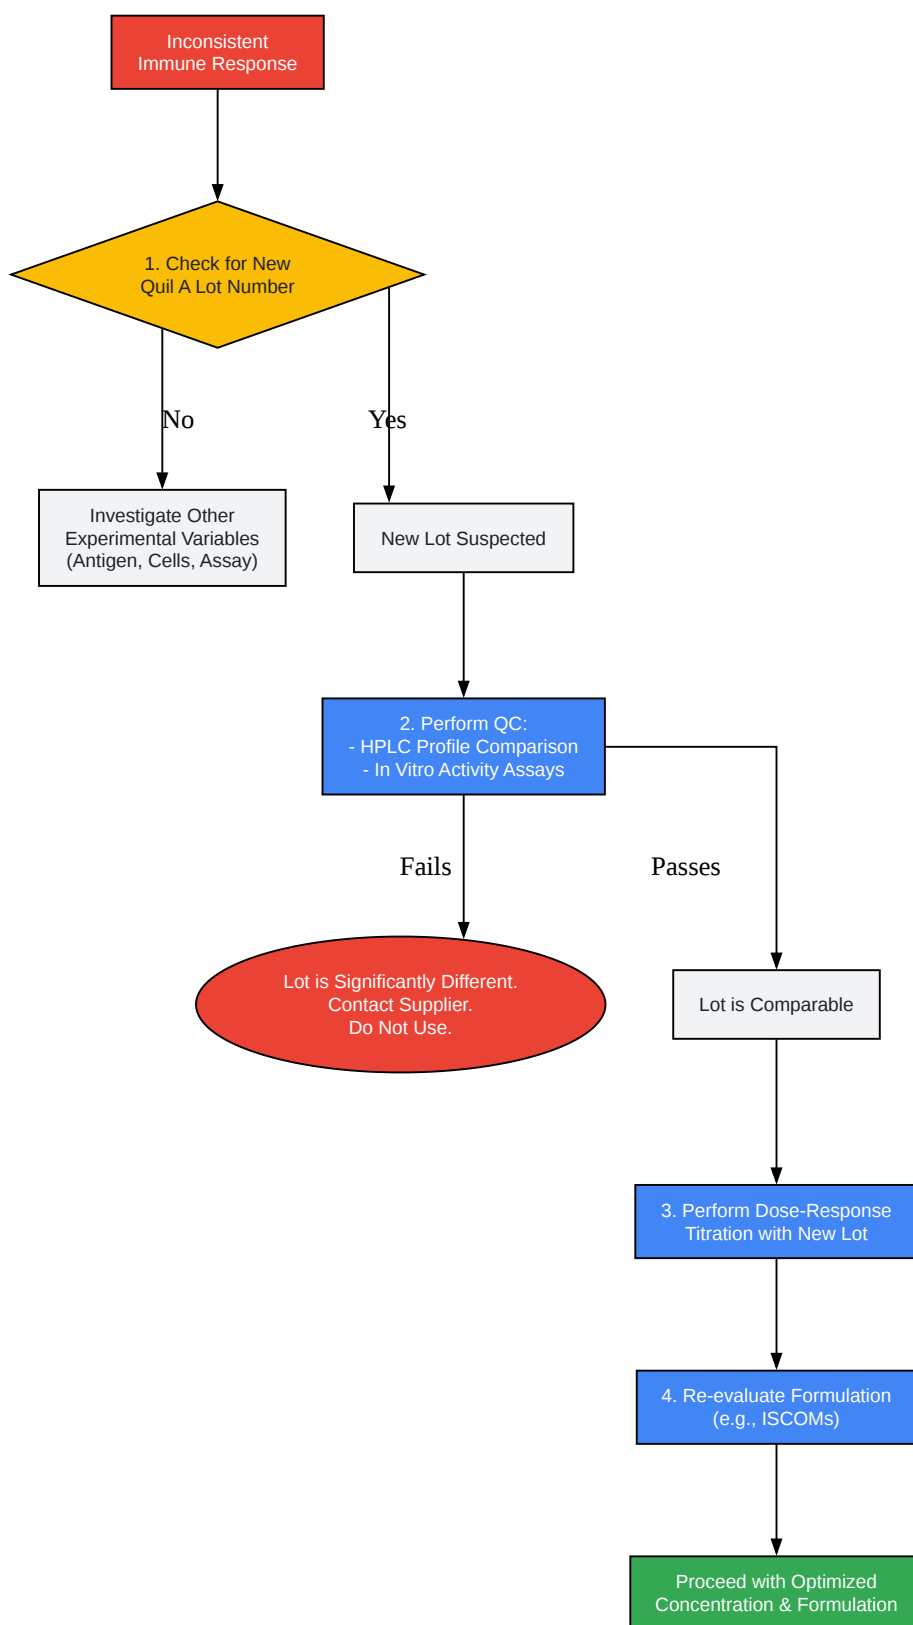 Inconsistent
Immune Response
1. Check for New
Quil A Lot Number
No
Yes
Investigate Other
Experimental Variables
(Antigen, Cells, Assay)
New Lot Suspected
2. Perform QC:
- HPLC Profile Comparison
- In Vitro Activity Assays
Fails
Passes
Lot is Significantly Different.
Contact Supplier.
Do Not Use.
Lot is Comparable
3. Perform Dose-Response
Titration with New Lot
4. Re-evaluate Formulation
(e.g., ISCOMs)
Proceed with Optimized
Concentration & Formulation